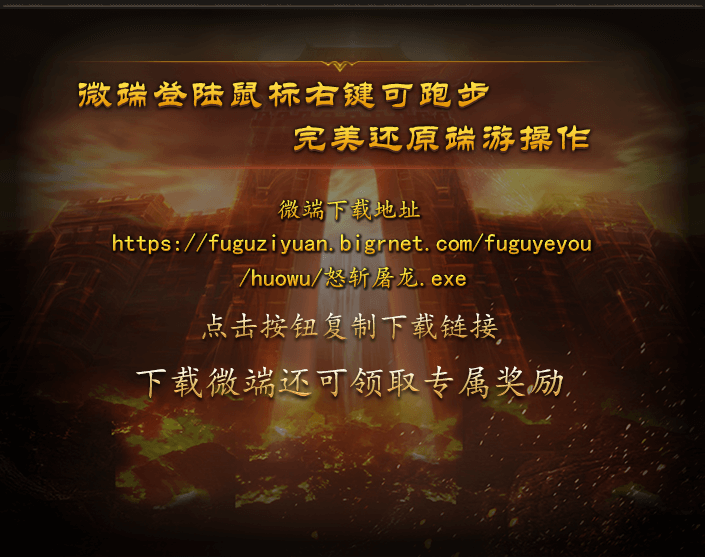 微端登陆鼠标右键可跑步
完美还原端游操作
微端下载地址
https://fuguziyuan.bigrnet.com/fuguyeyou
/huowu/怒斩屠龙.exe
点击按钮复制下载链接
下载微端还可领取专属奖励